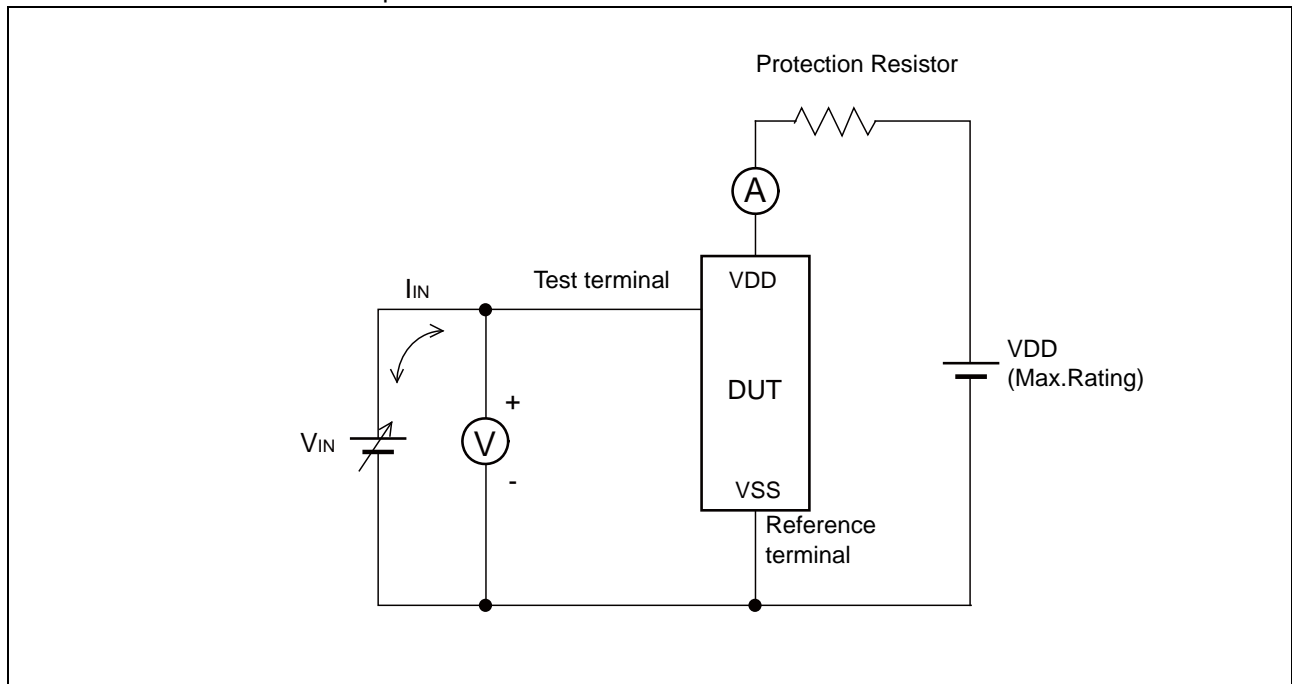 Protection Resistor
A
IIN
Test terminal
VDD
VDD
(Max.Rating)
DUT
+
VIN
V
-
VSS
Reference
terminal